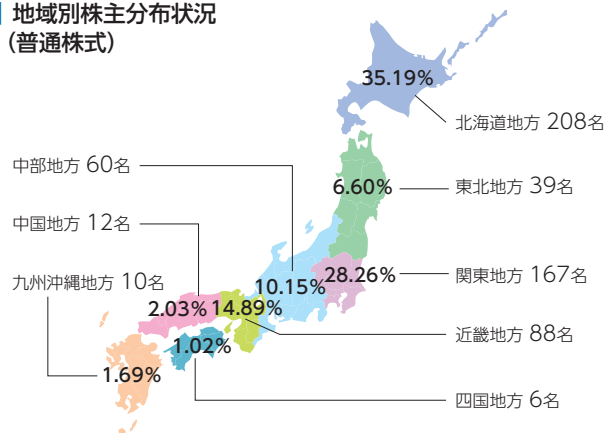 地域別株主分布状況
(普通株式)
35.19%
北海道地方 208名
中部地方 60名
6.60%
東北地方 39名
中国地方 12名
28.26%
関東地方 167名
九州沖縄地方 10名
10.15%
2.03%
14.89%
近畿地方 88名
1.02%
1.69%
四国地方 6名